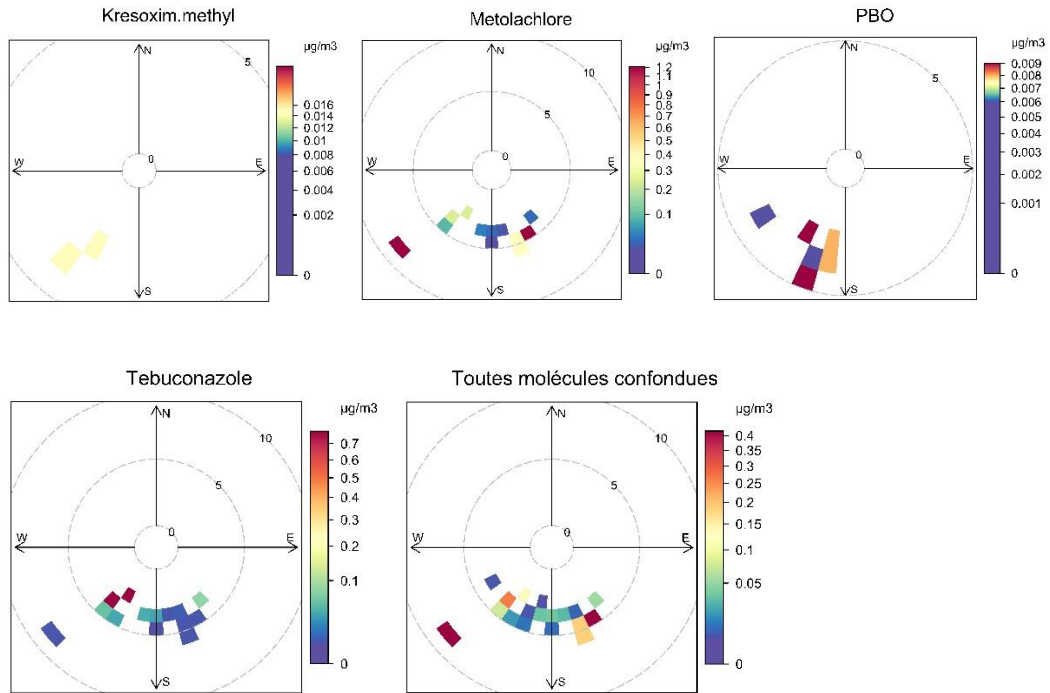 Kresoxim.methyl
µg/m3
N
5
0
W
E
S
0.016
0.014
0.012
0.01
0.008
0.006
0.004
0.002
0
Metolachlore
µg/m3
N
10
5
0
W
E
S
1.2
1.1
0.9
0.8
0.6
0.5
0.4
0.3
0.1
0
PBO
µg/m3
N
5
0
W
E
S
0.009
0.008
0.007
0.006
0.005
0.004
0.003
0.002
0.001
0
Tebuconazole
µg/m3
N
10
5
0
W
E
S
0.7
0.6
0.5
0.4
0.3
0.2
0.1
0
Toutes molécules confondues
µg/m3
N
10
5
0
W
E
S
0.4
0.35
0.3
0.25
0.2
0.15
0.1
0.05
0